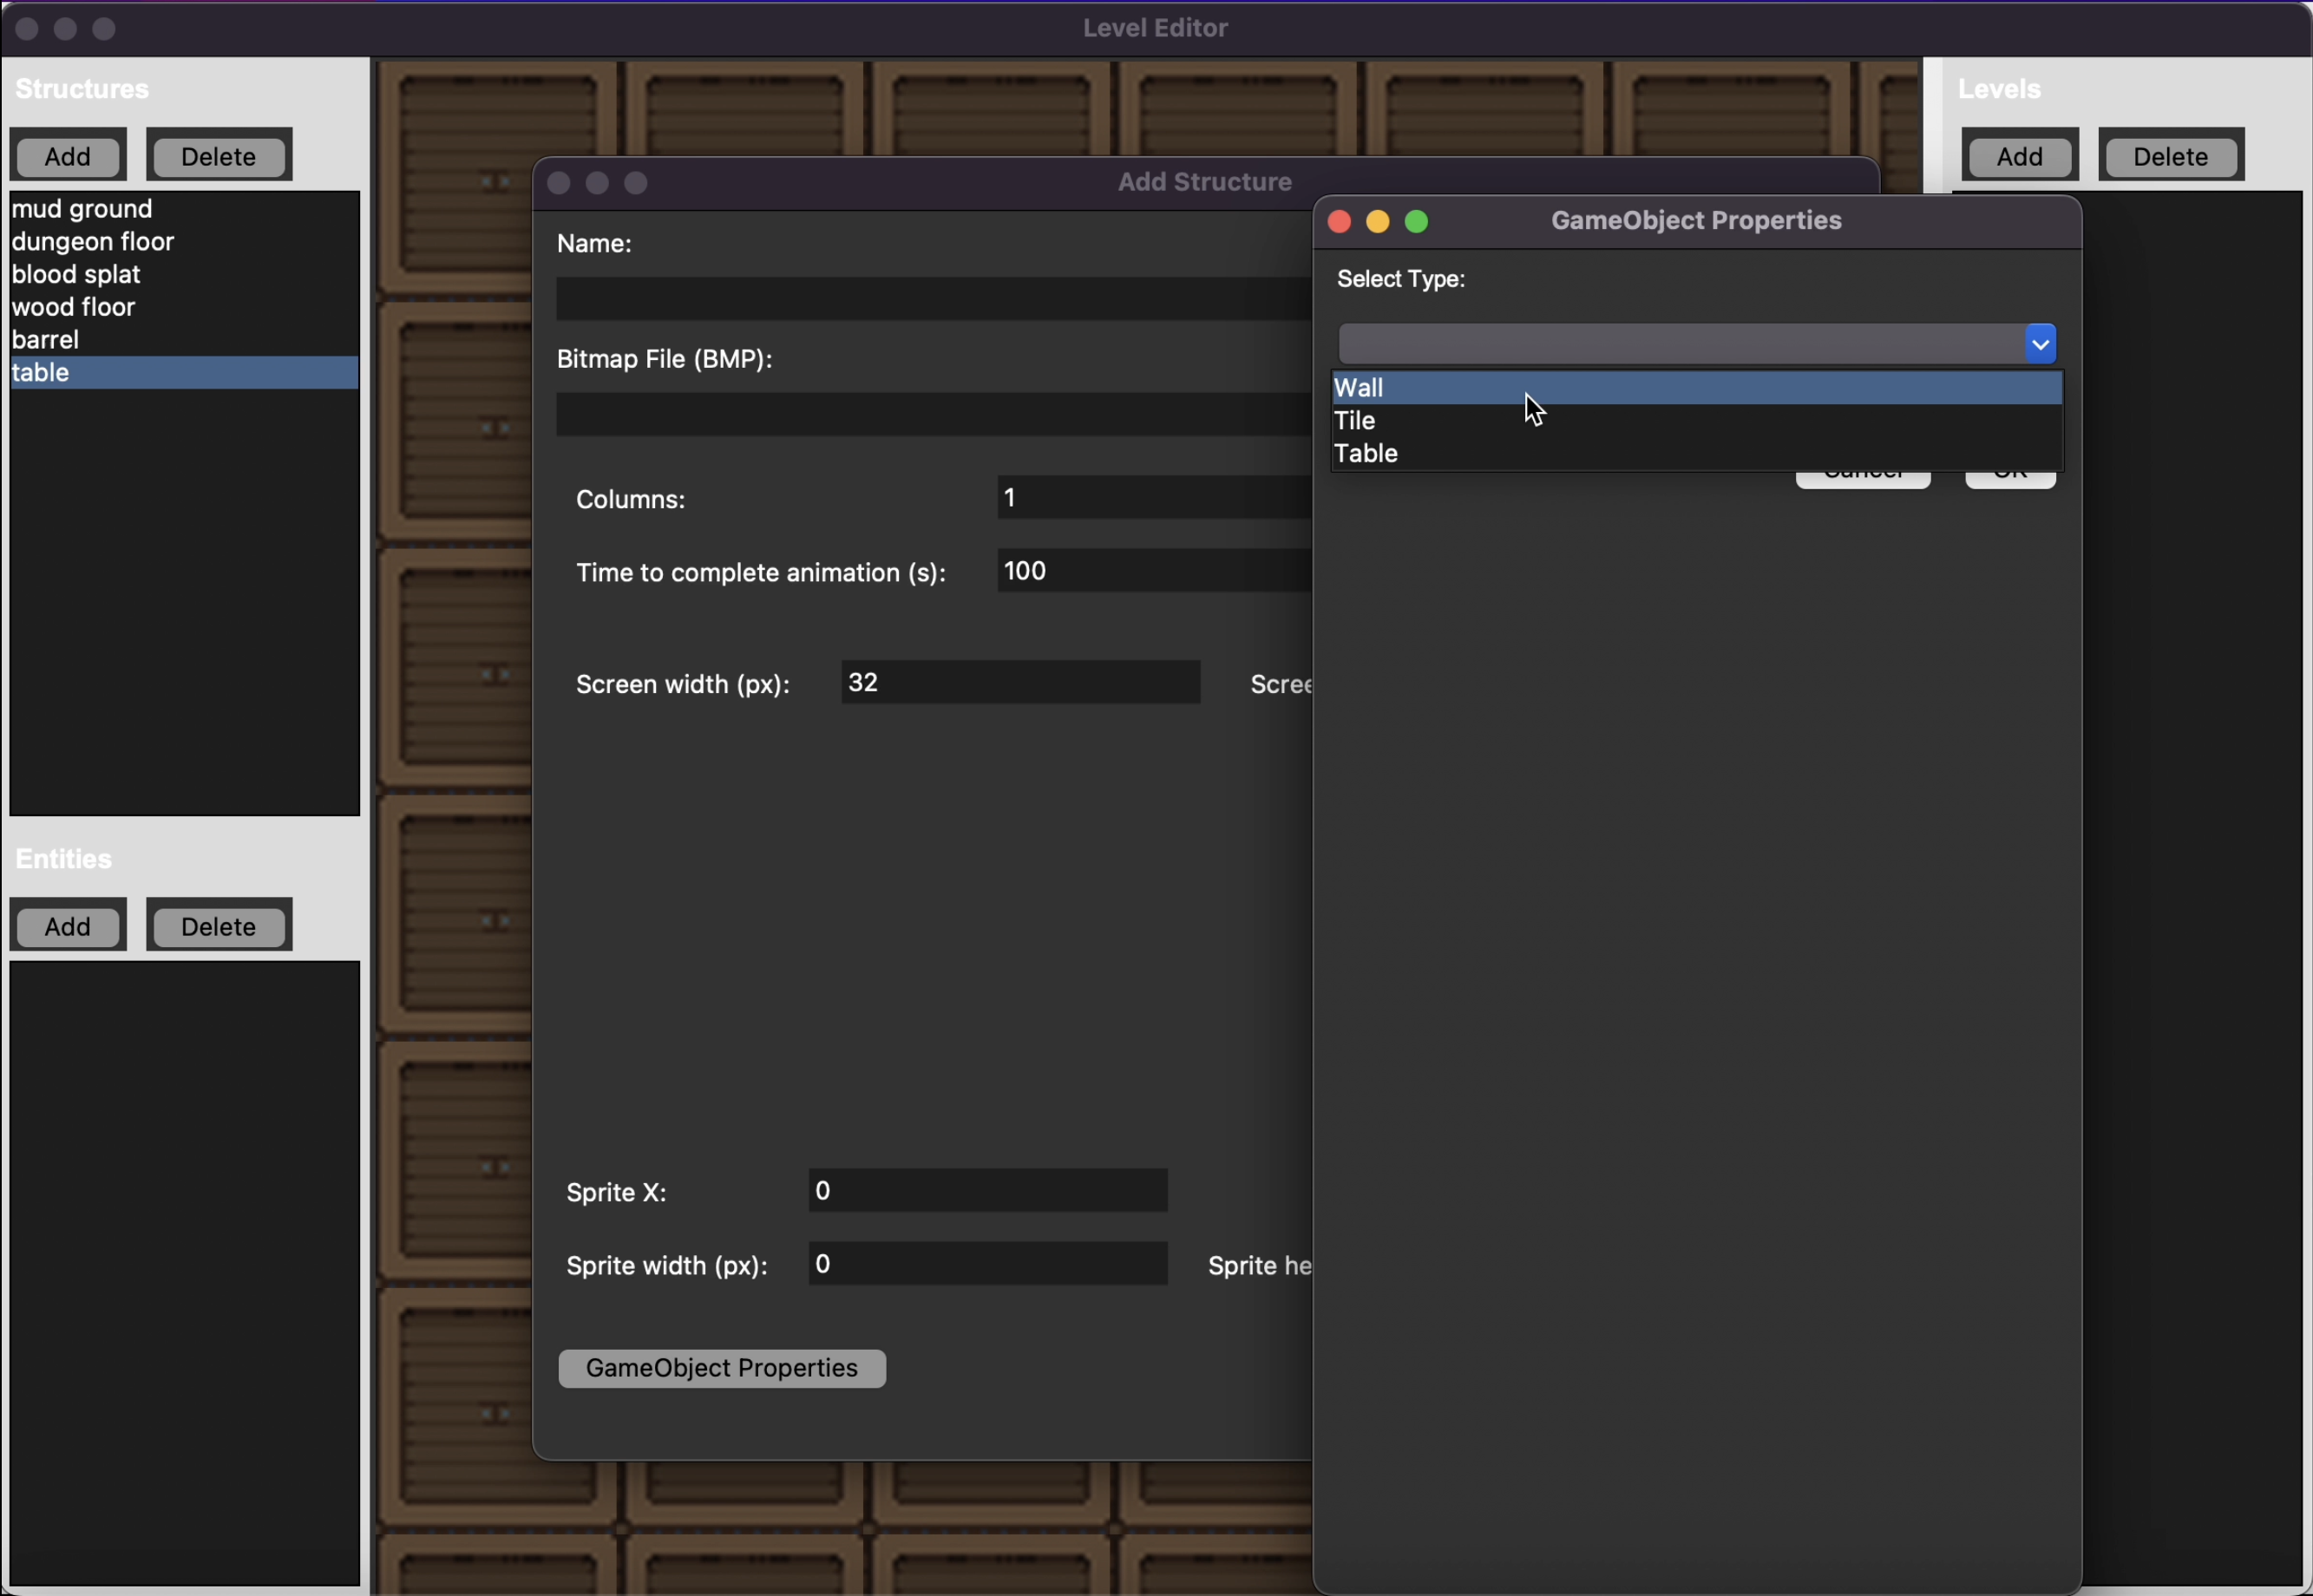 Level Editor
Structures
Add
Delete
mud ground
dungeon floor
blood splat
wood floor
barrel
table
Entities
Add
Delete
Add Structure
Name:
Bitmap File (BMP):
Columns:
1
Time to complete animation (s):
100
Screen width (px):
32
Scree
Sprite X:
0
Sprite width (px):
0
Sprite he
GameObject Properties
GameObject Properties
Select Type:
Wall
Tile
Table
Cancel
OK
Levels
Add
Delete